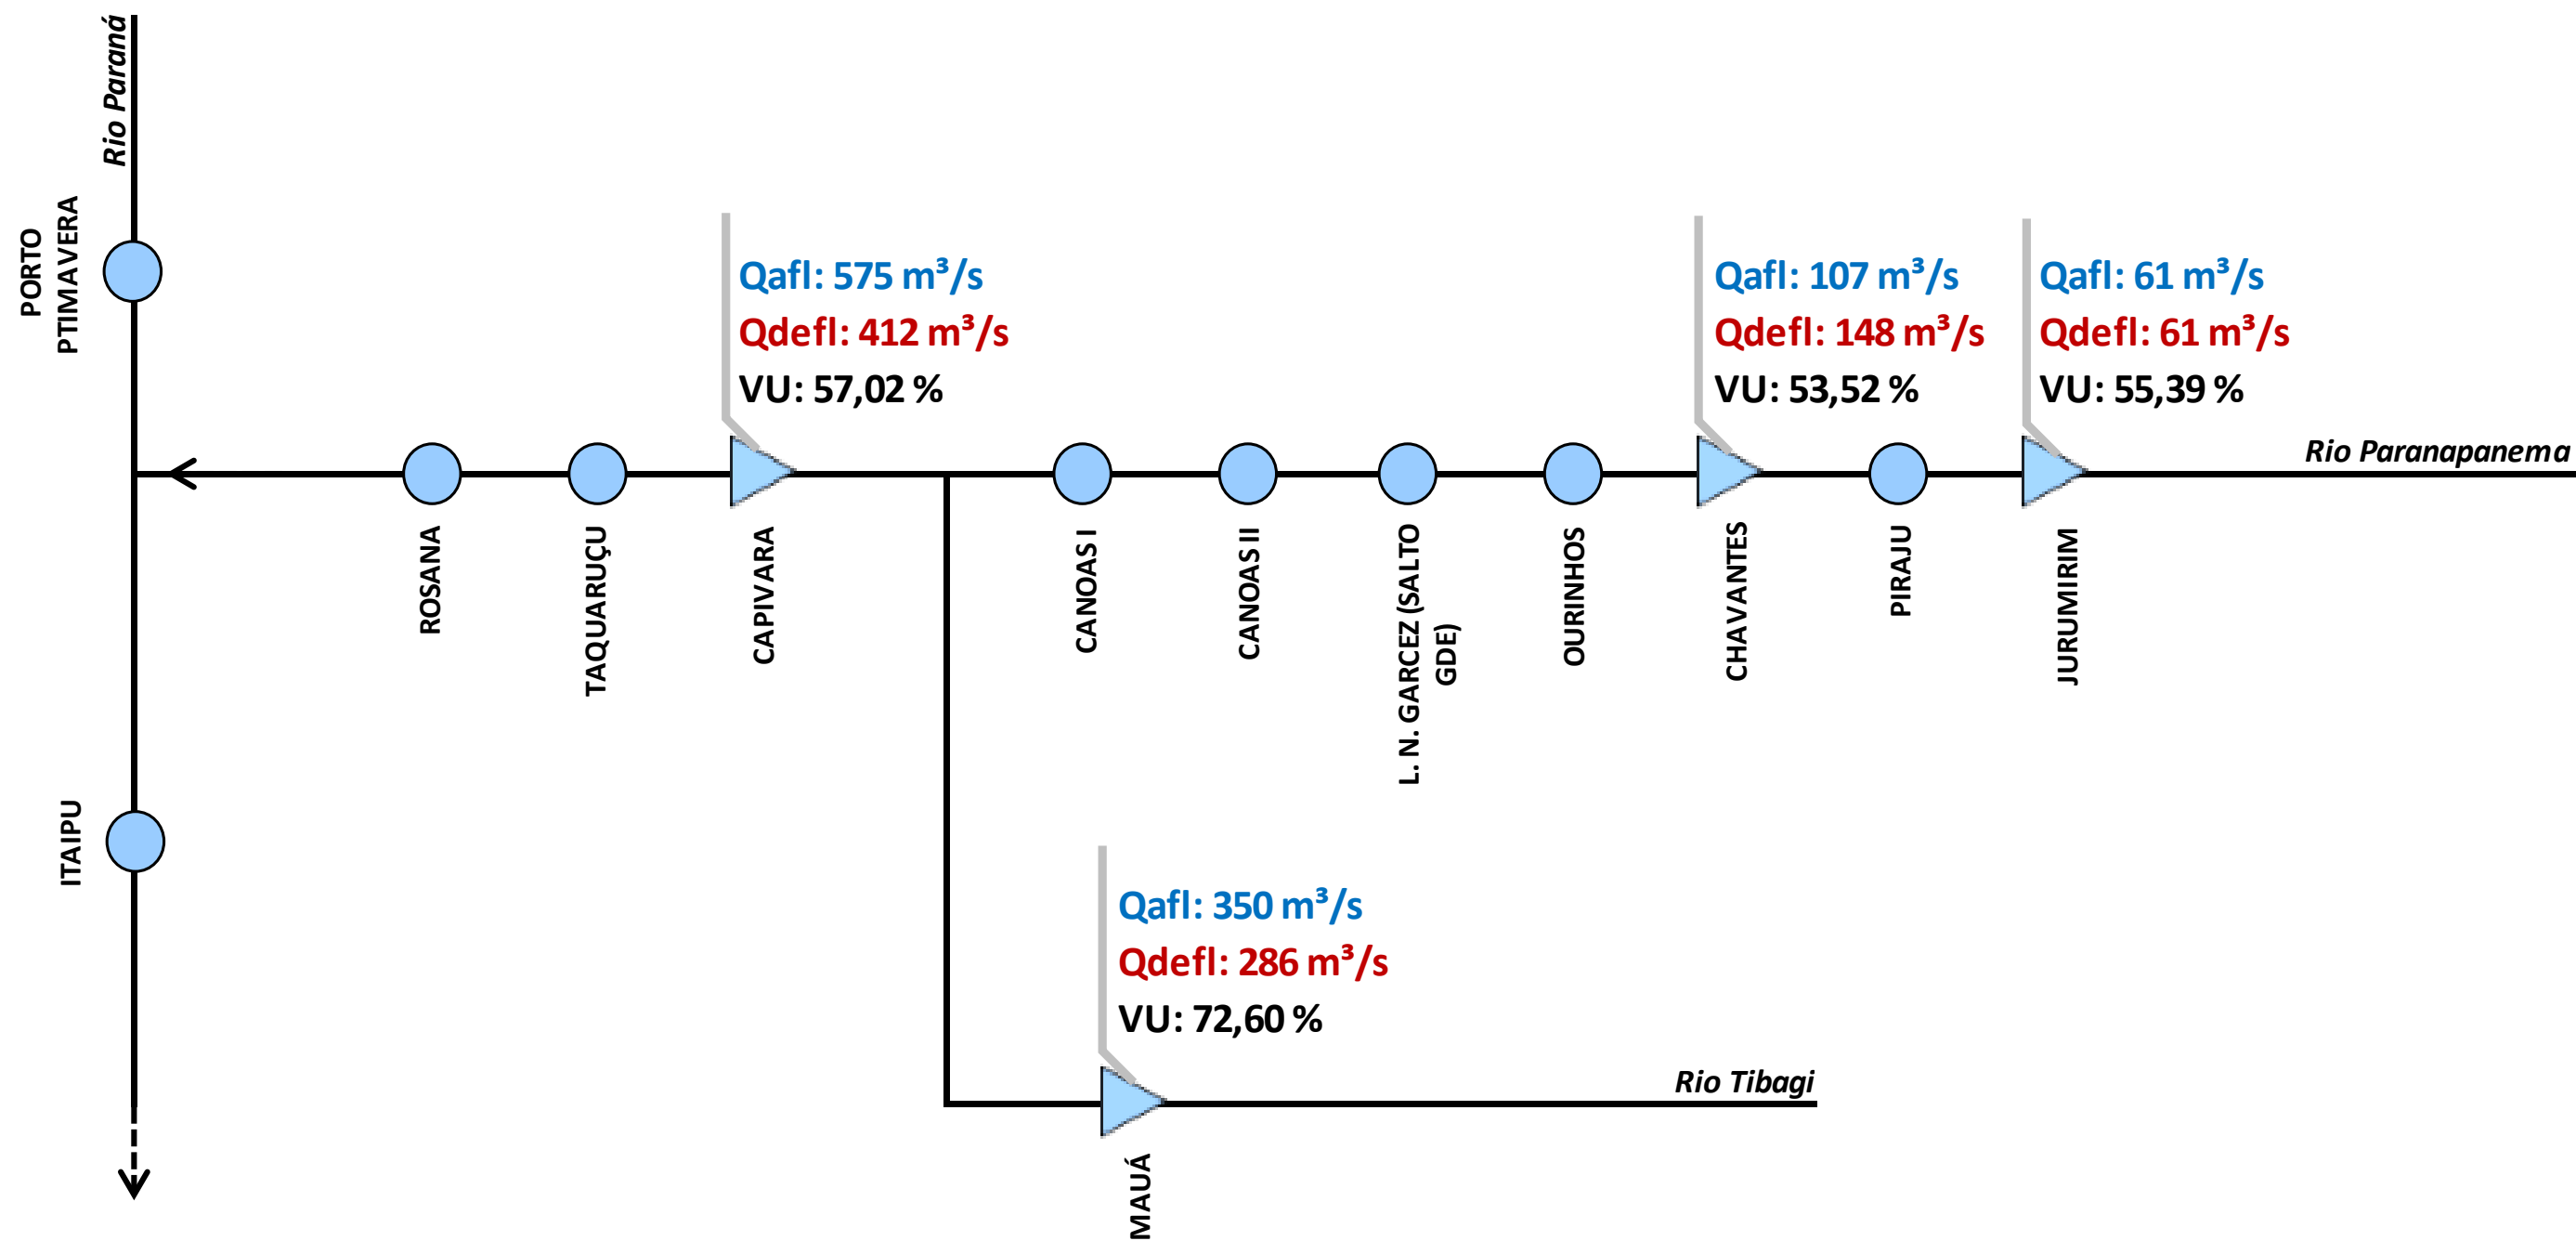 Rio Paraná
PORTO
PTIMAVERA
Qafl: 575 m³/s
Qdefl: 412 m³/s
VU: 57,02 %
Qafl: 107 m³/s
Qdefl: 148 m³/s
VU: 53,52 %
Qafl: 61 m³/s
Qdefl: 61 m³/s
VU: 55,39 %
Rio Paranapanema
ROSANA
TAQUARUÇU
CAPIVARA
CANOAS I
CANOAS II
L. N. GARCEZ (SALTO
GDE)
OURINHOS
CHAVANTES
PIRAJU
JURUMIRIM
ITAIPU
Qafl: 350 m³/s
Qdefl: 286 m³/s
VU: 72,60 %
Rio Tibagi
MAUÁ